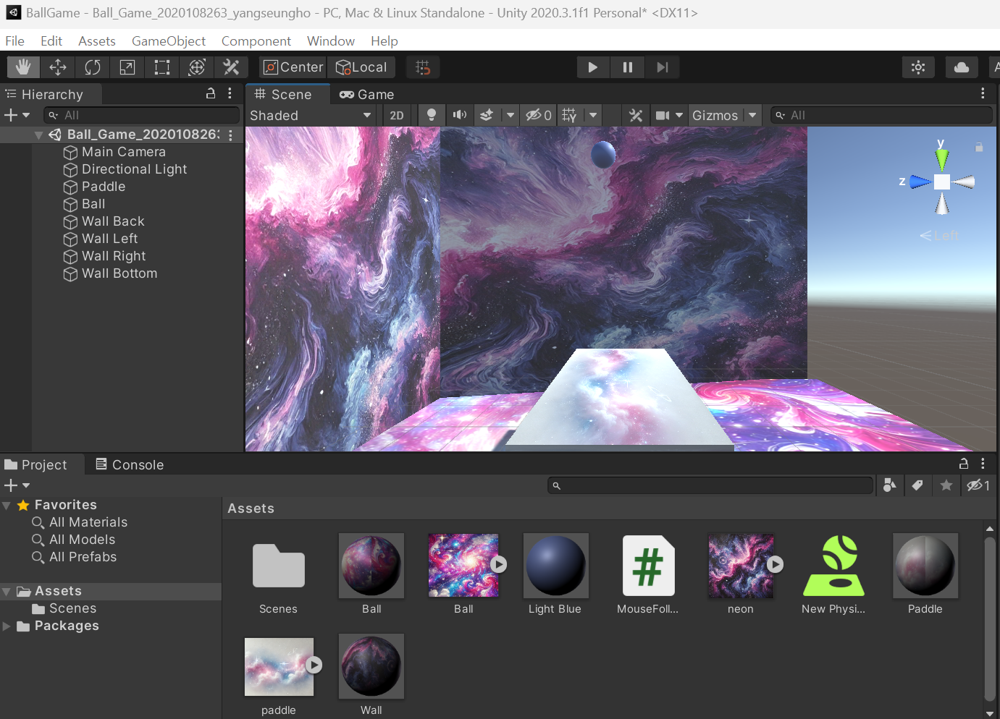 BallGame - Ball_Game_2020108263_yangseungho - PC, Mac & Linux Standalone - Unity 2020.3.1f1 Personal* <DX11>
File Edit Assets GameObject Component Window Help
Center Local
Hierarchy
All
Ball_Game_202010826
Main Camera
Directional Light
Paddle
Ball
Wall Back
Wall Left
Wall Right
Wall Bottom
Scene Game
Shaded 2D 0 Gizmos All
y
z
Left
Project Console
1
Favorites
All Materials
All Models
All Prefabs
Assets
Scenes
Packages
Assets
Scenes Ball Ball Light Blue MouseFoll... neon New Physi... Paddle
paddle Wall